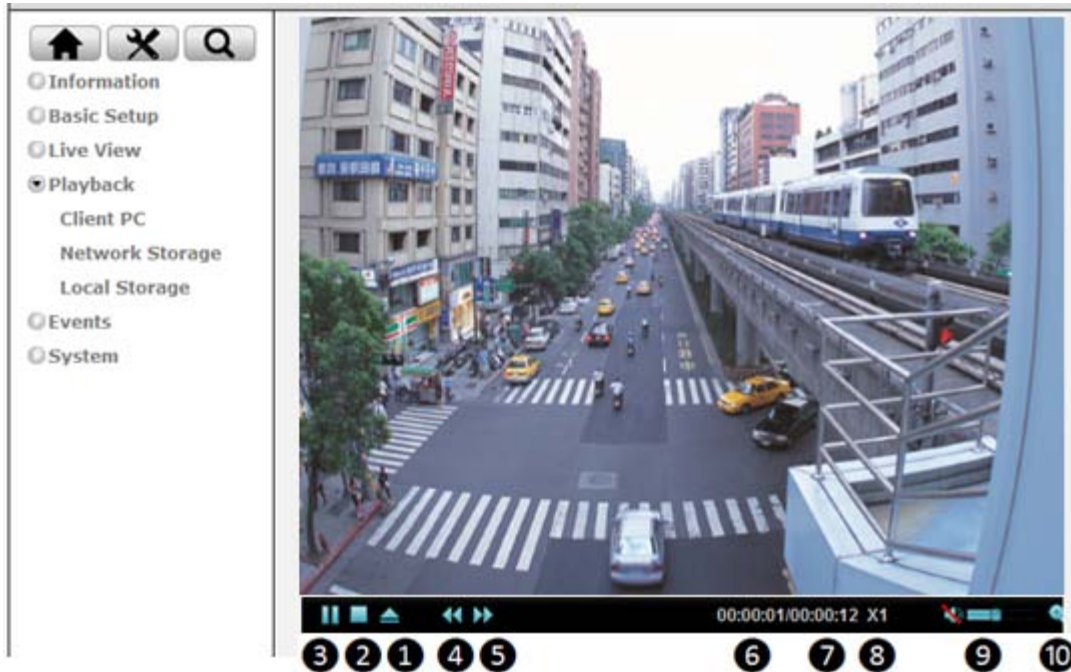 Information
Basic Setup
Live View
Playback
Client PC
Network Storage
Local Storage
Events
System
00:00:01/00:00:12 X1
3 2 1 4 5 6 7 8 9 10